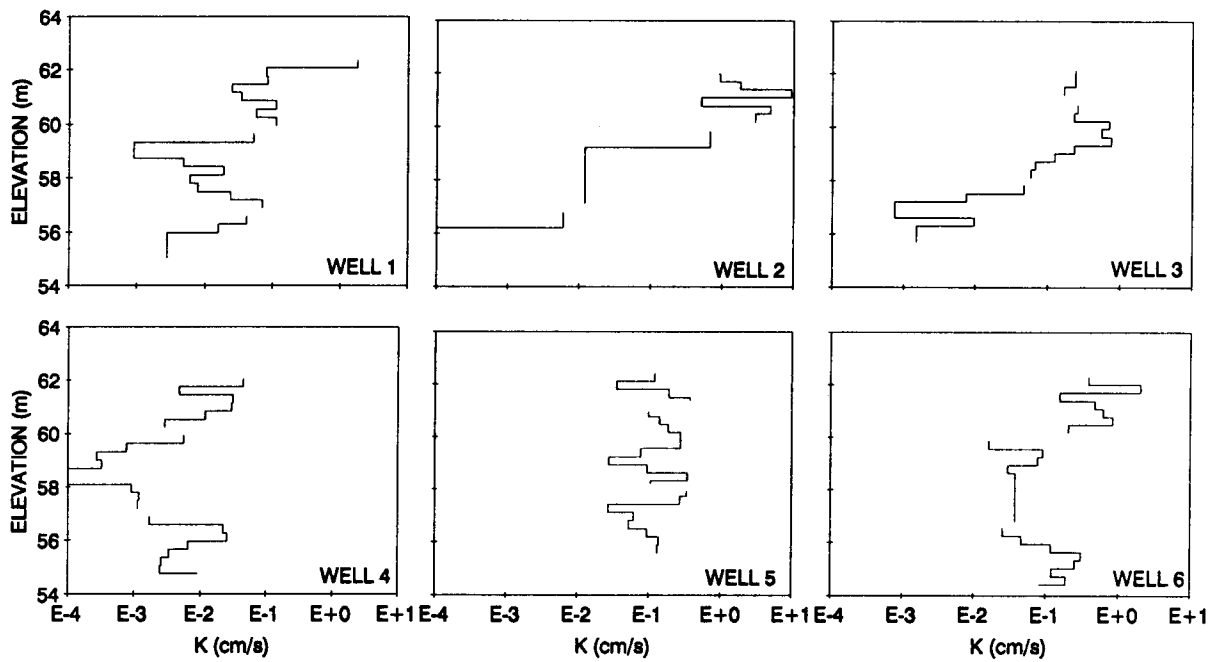 64
62
60
58
56
54
ELEVATION (m)
WELL 1
WELL 2
WELL 3
64
62
60
58
56
54
ELEVATION (m)
WELL 4
WELL 5
WELL 6
E-4 E-3 E-2 E-1 E+0 E+1
E-3 E-2 E-1 E+0 E+1
E-3 E-2 E-1 E+0 E+1
K (cm/s)
K (cm/s)
K (cm/s)